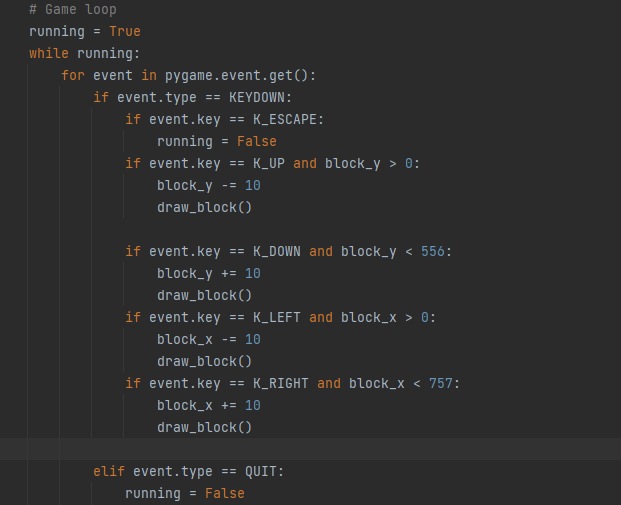 # Game loop
running = True
while running:
    for event in pygame.event.get():
        if event.type == KEYDOWN:
            if event.key == K_ESCAPE:
                running = False
            if event.key == K_UP and block_y > 0:
                block_y -= 10
                draw_block()

            if event.key == K_DOWN and block_y < 556:
                block_y += 10
                draw_block()
            if event.key == K_LEFT and block_x > 0:
                block_x -= 10
                draw_block()
            if event.key == K_RIGHT and block_x < 757:
                block_x += 10
                draw_block()

        elif event.type == QUIT:
            running = False